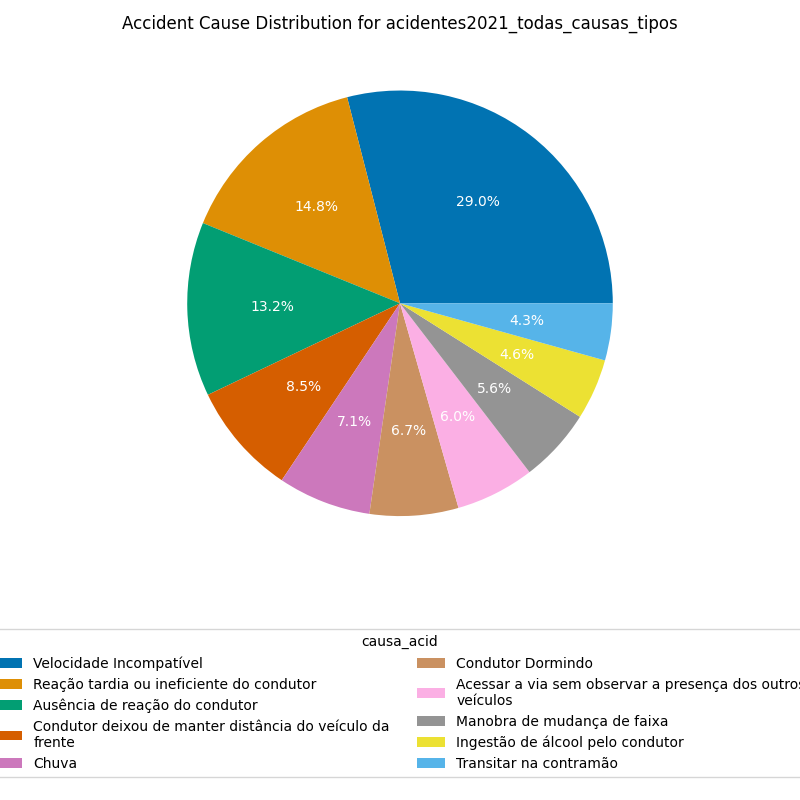 Accident Cause Distribution for acidentes2021_todas_causas_tipos
29.0%
14.8%
13.2%
8.5%
7.1%
6.7%
6.0%
5.6%
4.6%
4.3%
causa_acid
Velocidade Incompatível
Reação tardia ou ineficiente do condutor
Ausência de reação do condutor
Condutor deixou de manter distância do veículo da
frente
Chuva
Condutor Dormindo
Acessar a via sem observar a presença dos outros
veículos
Manobra de mudança de faixa
Ingestão de álcool pelo condutor
Transitar na contramão